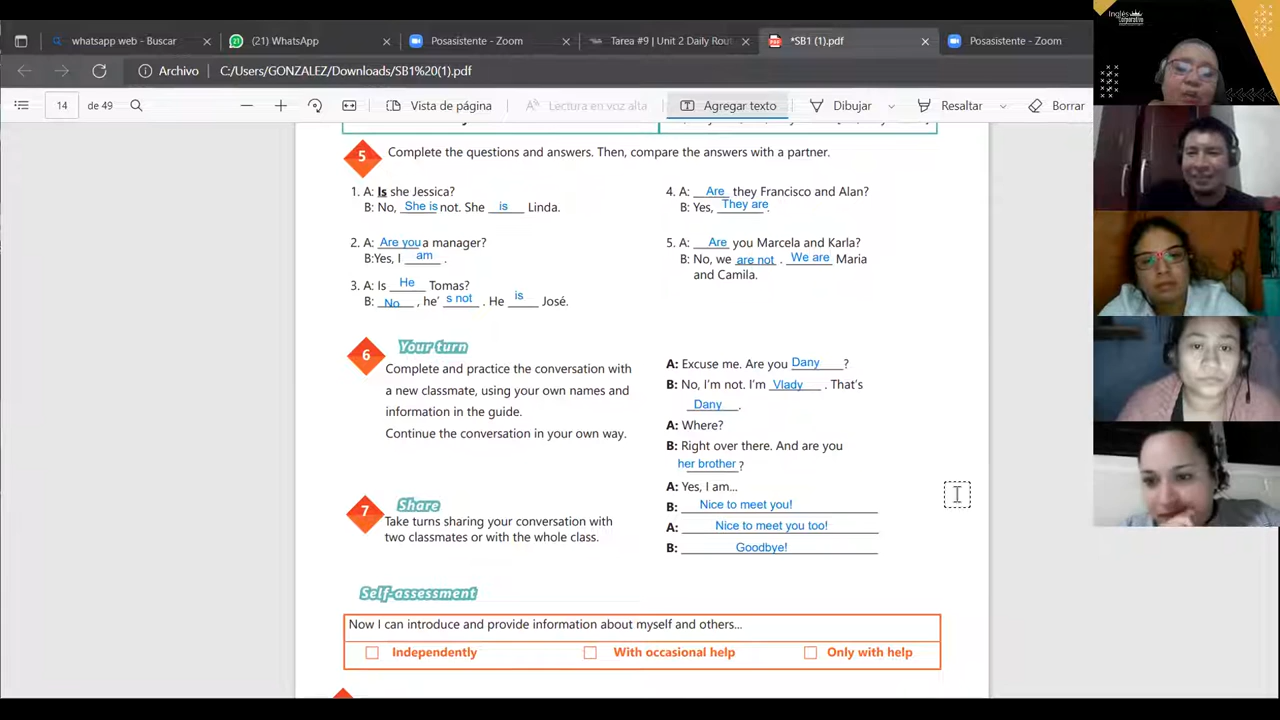 whatsapp web - Buscar
(21) WhatsApp
Posasistente - Zoom
Tarea #9 | Unit 2 Daily Rout
*SB1 (1).pdf
Posasistente - Zoom
Inglés
Corporativo
Archivo
C:/Users/GONZALEZ/Downloads/SB1%20(1).pdf
14
de 49
Vista de página
Lectura en voz alta
Agregar texto
Dibujar
Resaltar
Borrar
5
Complete the questions and answers. Then, compare the answers with a partner.
1. A: Is she Jessica?
B: No, She is not. She is Linda.
2. A: Are you a manager?
B:Yes, I am .
3. A: Is He Tomas?
B: No , he' s not . He is José.
4. A: Are they Francisco and Alan?
B: Yes, They are .
5. A: Are you Marcela and Karla?
B: No, we are not . We are Maria
and Camila.
6
Your turn
Complete and practice the conversation with
a new classmate, using your own names and
information in the guide.
Continue the conversation in your own way.
A: Excuse me. Are you Dany ?
B: No, I'm not. I'm Vlady . That's
Dany .
A: Where?
B: Right over there. And are you
her brother ?
A: Yes, I am...
B: Nice to meet you!
A: Nice to meet you too!
B: Goodbye!
7
Share
Take turns sharing your conversation with
two classmates or with the whole class.
Self-assessment
Now I can introduce and provide information about myself and others...
Independently
With occasional help
Only with help